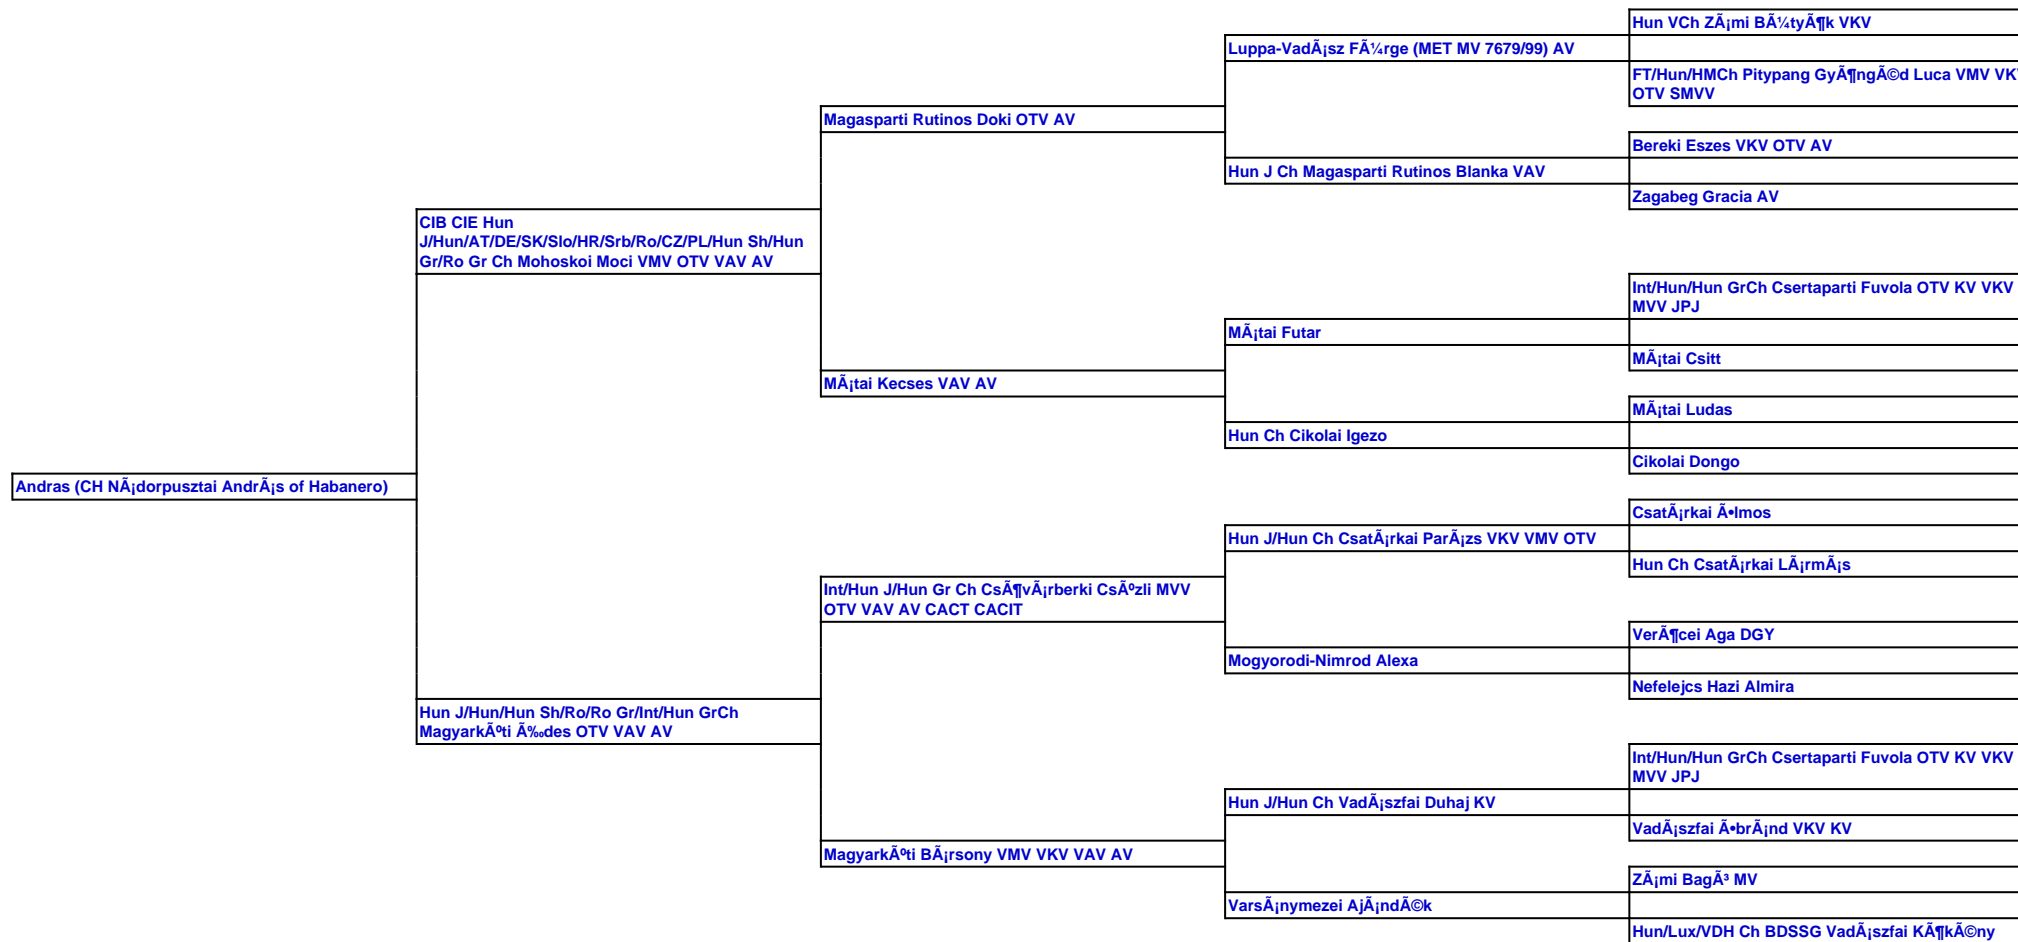 Hun VCh ZÃ¡mi BÃ¼tyÃ¶k VKV
Luppa-VadÃ¡sz FÃ¼rge (MET MV 7679/99) AV
FT/Hun/HMCh Pitypang GyÃ¶ngÃ©d Luca VMV
OTV SMVV
Magasparti Rutinos Doki OTV AV
Bereki Eszes VKV OTV AV
Hun J Ch Magasparti Rutinos Blanka VAV
Zagabeg Gracia AV
CIB CIE Hun
J/Hun/AT/DE/SK/Slo/HR/Srb/Ro/CZ/PL/Hun Sh/Hun
Gr/Ro Gr Ch Mohoskoi Moci VMV OTV VAV AV
Int/Hun/Hun GrCh Csertaparti Fuvola OTV KV VKV
MVV JPJ
MÃ¡tai Futar
MÃ¡tai Csitt
MÃ¡tai Kecses VAV AV
MÃ¡tai Ludas
Hun Ch Cikolai Igezo
Cikolai Dongo
Andras (CH NÃ¡dorpusztai AndrÃ¡s of Habanero)
CsatÃ¡rkai Ã•lmos
Hun J/Hun Ch CsatÃ¡rkai ParÃ¡zs VKV VMV OTV
Hun Ch CsatÃ¡rkai LÃ¡rmÃ¡s
Int/Hun J/Hun Gr Ch CsÃ¶vÃ¡rberki CsÃºzli MVV
OTV VAV AV CACT CACIT
VerÃ¶cei Aga DGY
Mogyorodi-Nimrod Alexa
Nefelejcs Hazi Almira
Hun J/Hun/Hun Sh/Ro/Ro Gr/Int/Hun GrCh
MagyarkÃºti Ã‰des OTV VAV AV
Int/Hun/Hun GrCh Csertaparti Fuvola OTV KV VKV
MVV JPJ
Hun J/Hun Ch VadÃ¡szfai Duhaj KV
VadÃ¡szfai Ã•brÃ¡nd VKV KV
MagyarkÃºti BÃ¡rsony VMV VKV VAV AV
ZÃ¡mi BagÃ³ MV
VarsÃ¡nymezei AjÃ¡ndÃ©k
Hun/Lux/VDH Ch BDSSG VadÃ¡szfai KÃ¶kÃ©ny